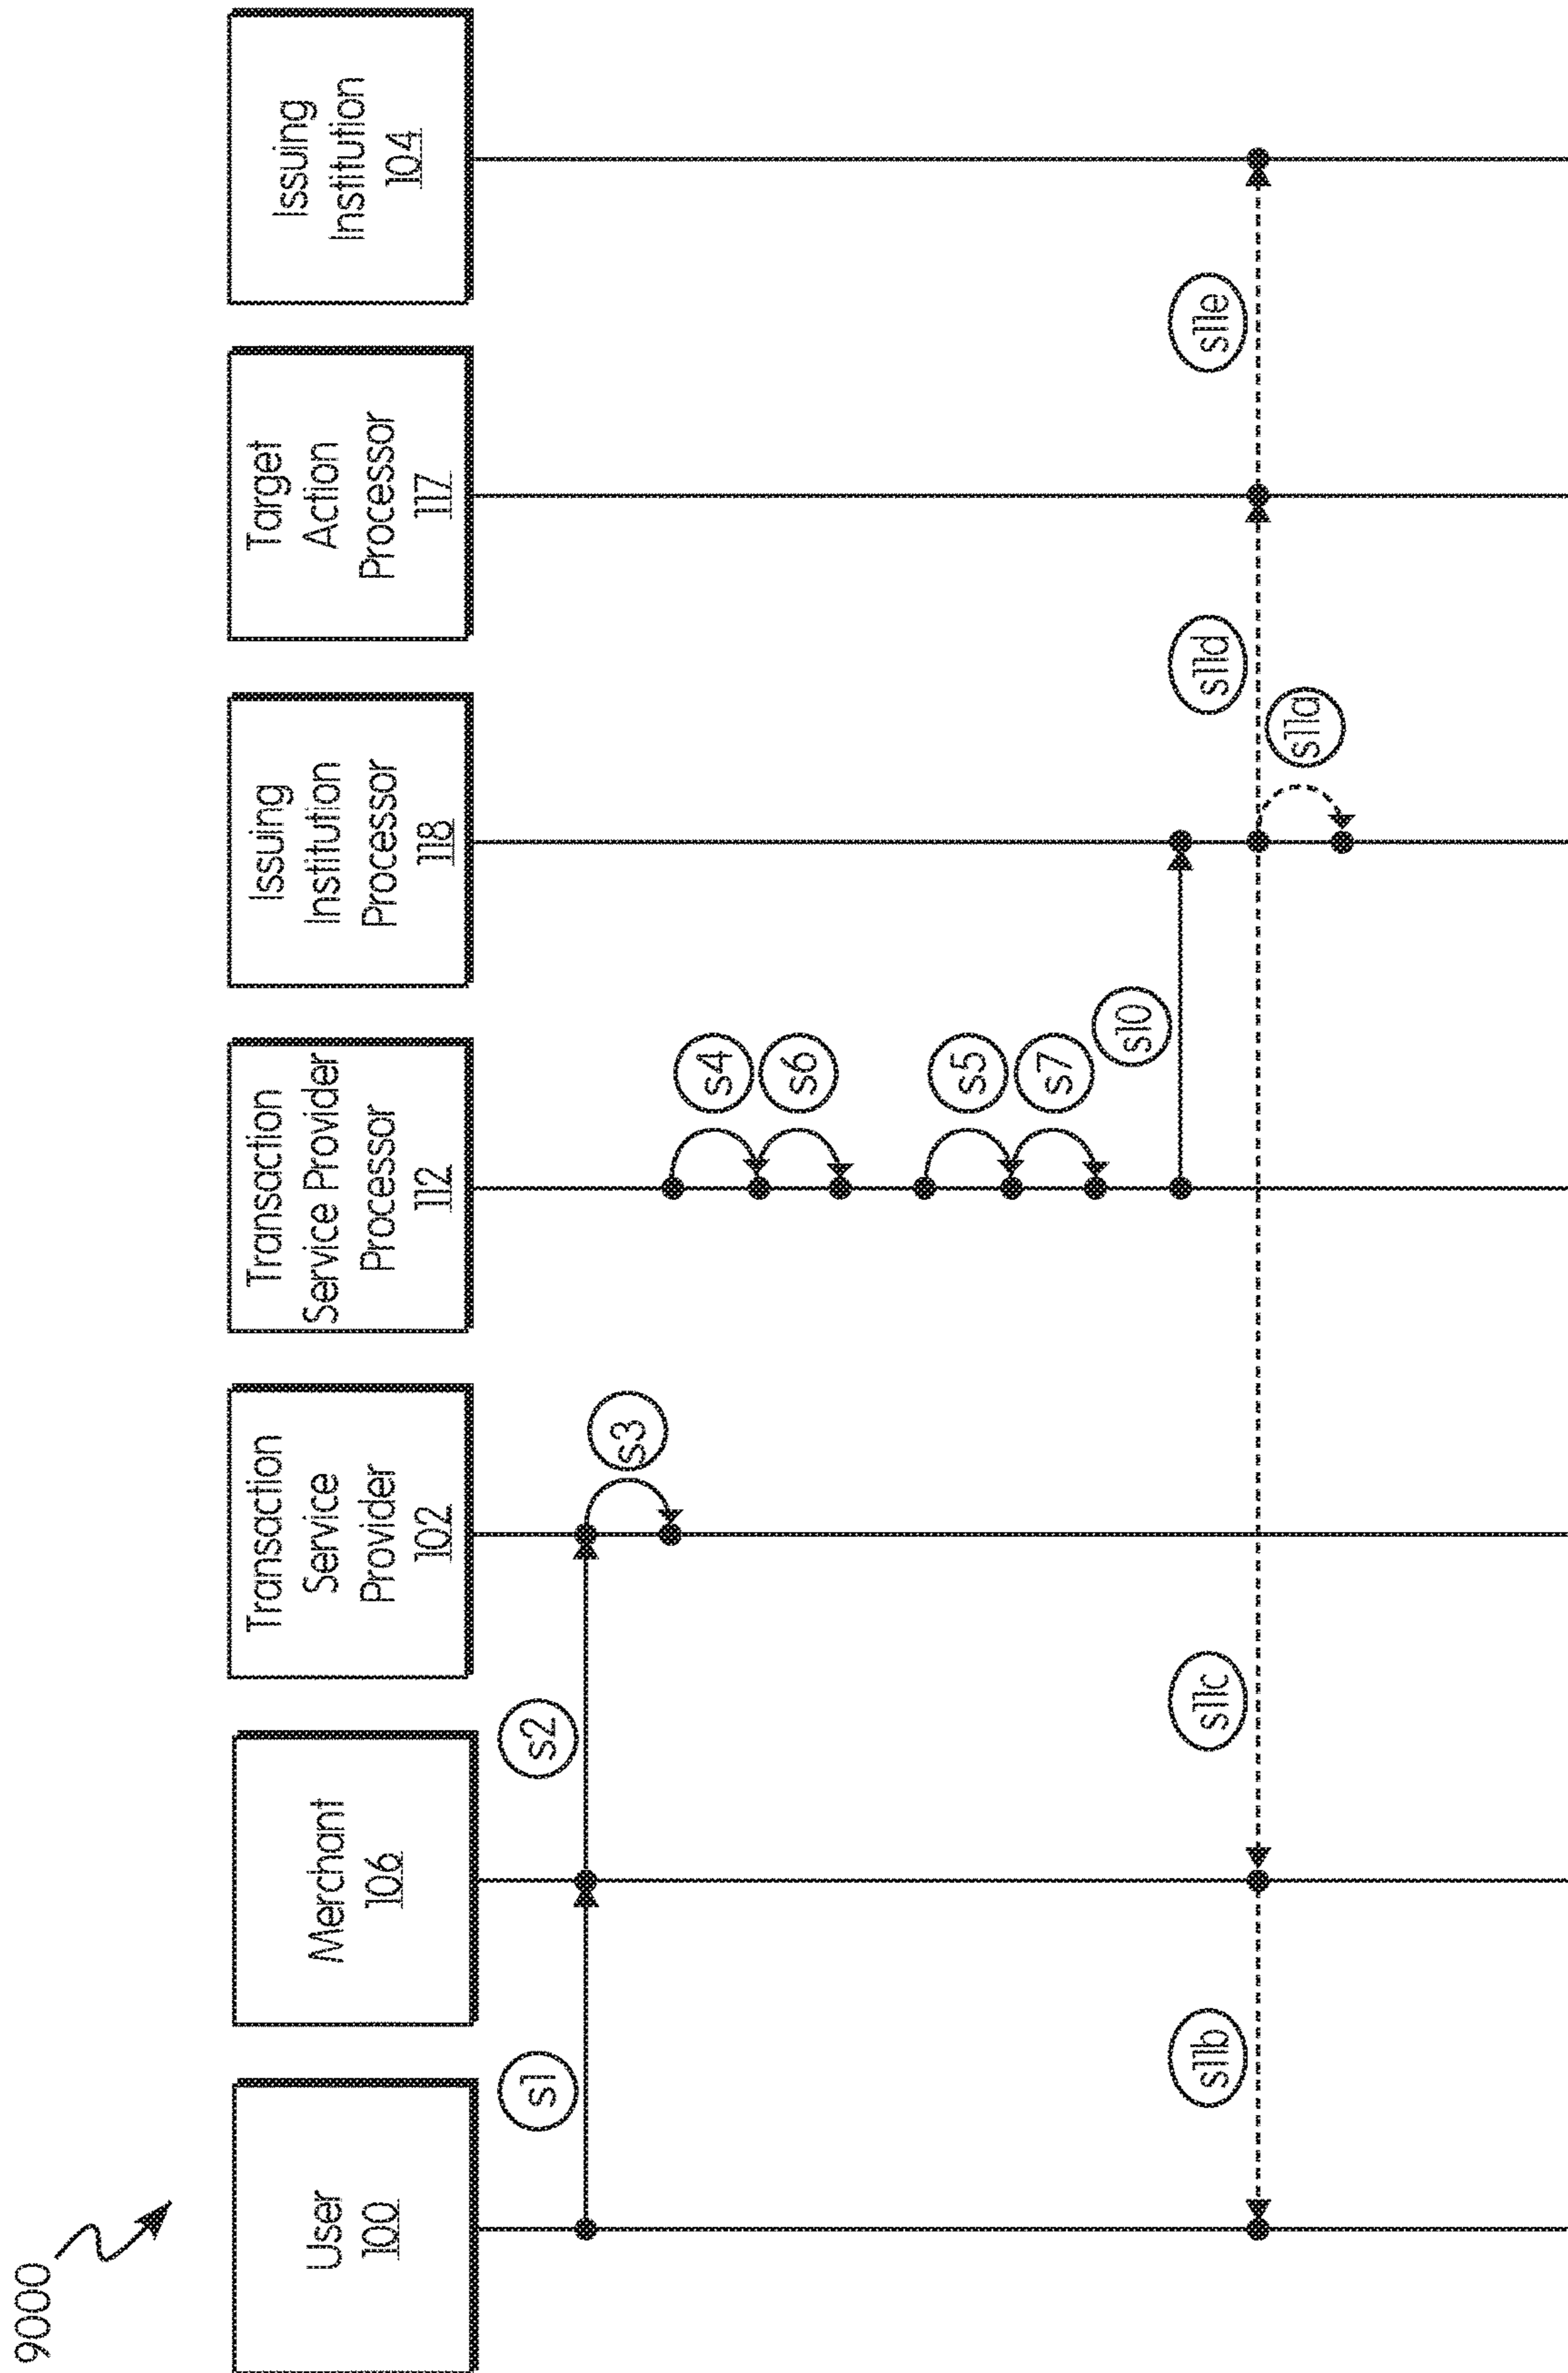 9000
User
100
Merchant
106
Transaction
Service
Provider
102
Transaction
Service Provider
Processor
112
Issuing
Institution
Processor
118
Target
Action
Processor
117
Issuing
Institution
104
s1
s2
s3
s4
s6
s5
s7
s10
s11b
s11c
s11d
s11e
s11a